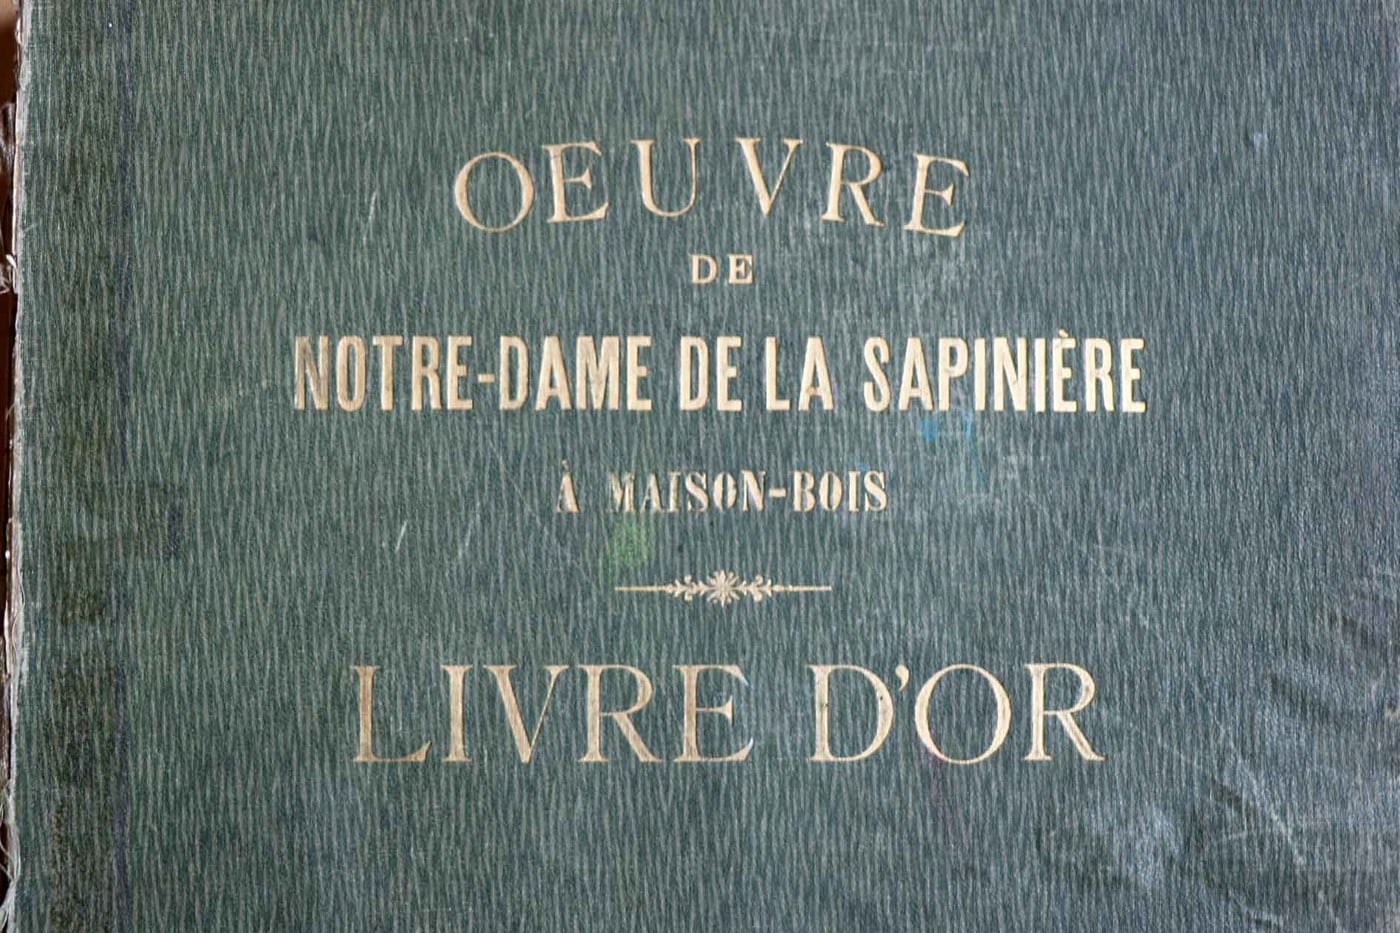 OEUVRE
DE
NOTRE-DAME DE LA SAPINIÈRE
À MAISON-BOIS
LIVRE D'OR